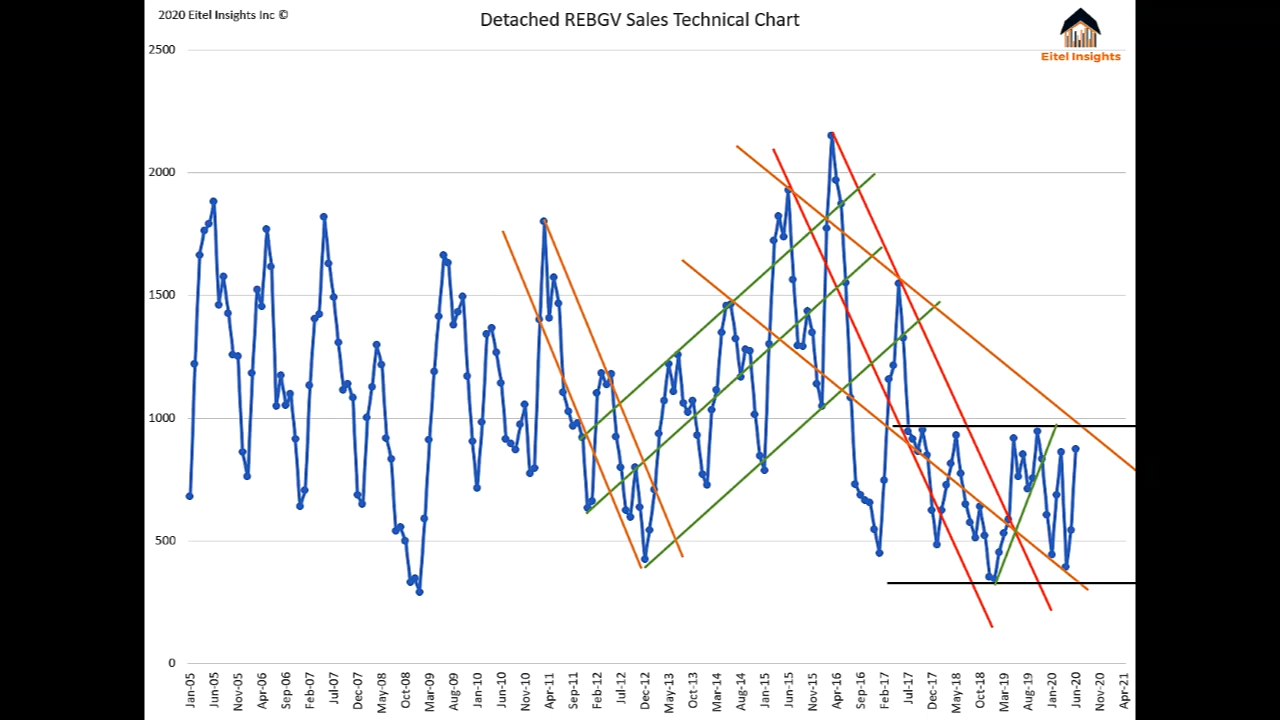 2020 Eitel Insights Inc ©
Detached REBGV Sales Technical Chart
Eitel Insights
2500
2000
1500
1000
500
0
Jan-05
Jun-05
Nov-05
Apr-06
Sep-06
Feb-07
Jul-07
Dec-07
May-08
Oct-08
Mar-09
Aug-09
Jan-10
Jun-10
Nov-10
Apr-11
Sep-11
Feb-12
Jul-12
Dec-12
May-13
Oct-13
Mar-14
Aug-14
Jan-15
Jun-15
Nov-15
Apr-16
Sep-16
Feb-17
Jul-17
Dec-17
May-18
Oct-18
Mar-19
Aug-19
Jan-20
Jun-20
Nov-20
Apr-21